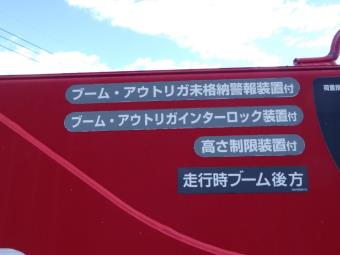 ブーム・アウトリガ未格納警報装置付
ブーム・アウトリガインターロック装置付
高さ制限装置付
走行時ブーム後方